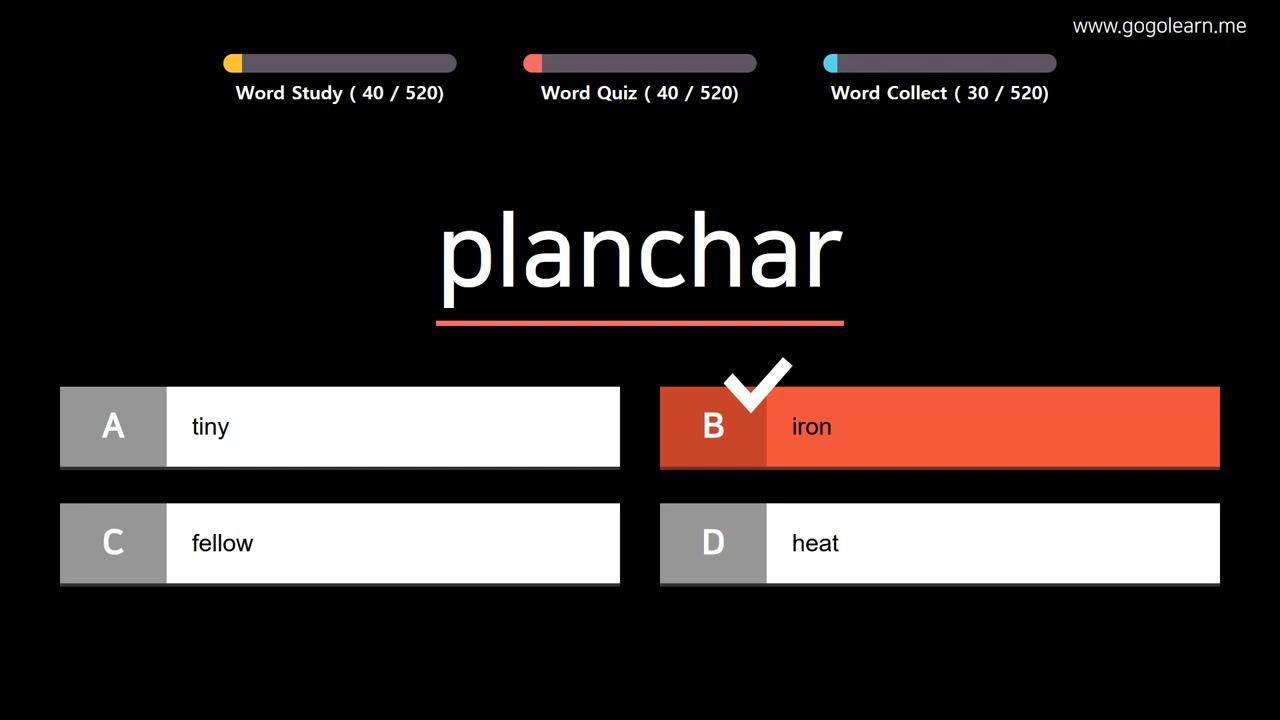 www.gogolearn.me
Word Study ( 40 / 520)
Word Quiz ( 40 / 520)
Word Collect ( 30 / 520)
planchar
A tiny
B iron
C fellow
D heat